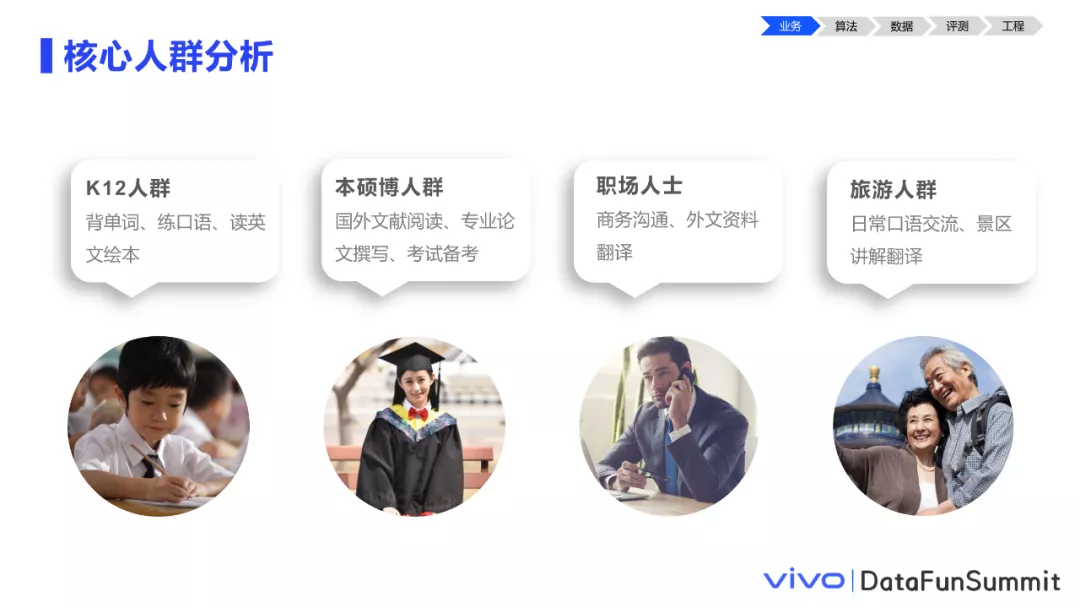 业务 算法 数据 评测 工程
核心人群分析
K12人群
背单词、练口语、读英
文绘本
本硕博人群
国外文献阅读、专业论
文撰写、考试备考
职场人士
商务沟通、外文资料
翻译
旅游人群
日常口语交流、景区
讲解翻译
vivo DataFunSummit